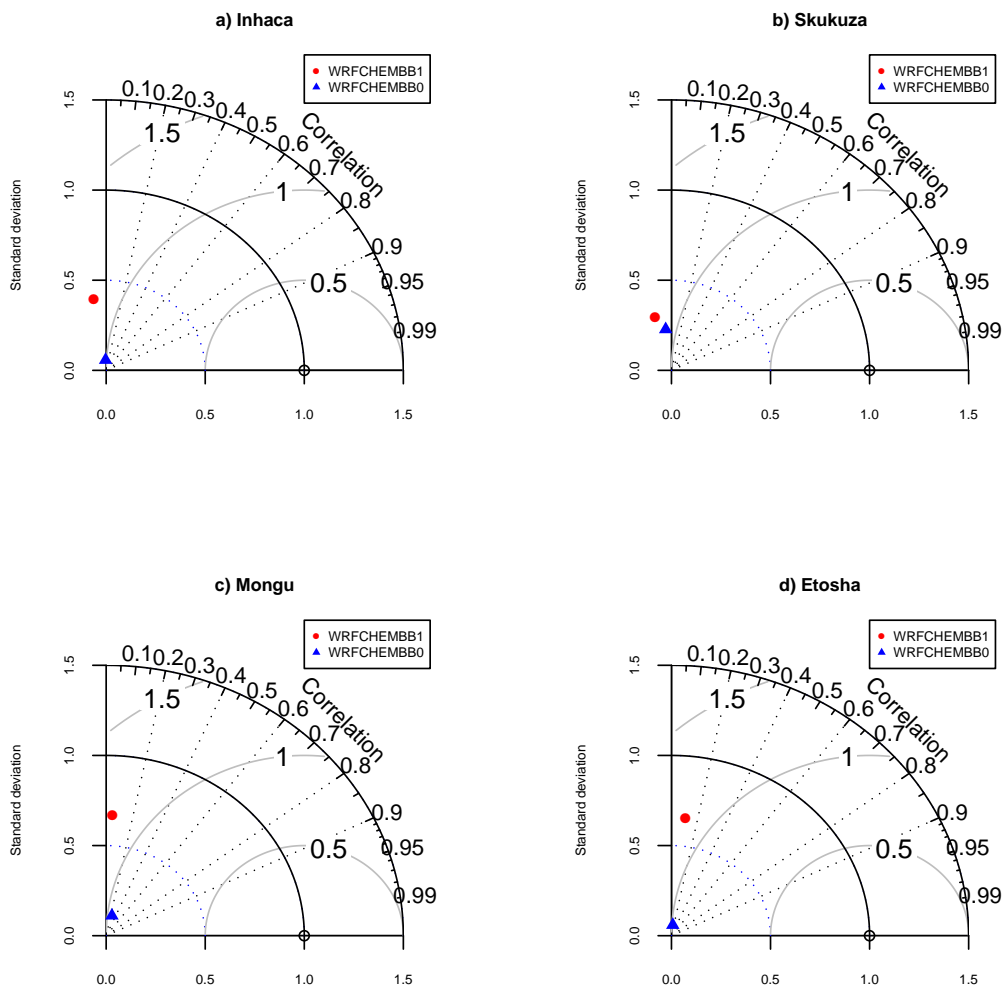 a) Inhaca
WRFCHEMBB1
WRFCHEMBB0
0.1 0.2 0.3 0.4 0.5 0.6 0.7 0.8 0.9 0.95 0.99
Correlation
1.5 1 0.5
Standard deviation
0.0 0.5 1.0 1.5
0.0 0.5 1.0 1.5
b) Skukuza
WRFCHEMBB1
WRFCHEMBB0
0.1 0.2 0.3 0.4 0.5 0.6 0.7 0.8 0.9 0.95 0.99
Correlation
1.5 1 0.5
Standard deviation
0.0 0.5 1.0 1.5
0.0 0.5 1.0 1.5
c) Mongu
WRFCHEMBB1
WRFCHEMBB0
0.1 0.2 0.3 0.4 0.5 0.6 0.7 0.8 0.9 0.95 0.99
Correlation
1.5 1 0.5
Standard deviation
0.0 0.5 1.0 1.5
0.0 0.5 1.0 1.5
d) Etosha
WRFCHEMBB1
WRFCHEMBB0
0.1 0.2 0.3 0.4 0.5 0.6 0.7 0.8 0.9 0.95 0.99
Correlation
1.5 1 0.5
Standard deviation
0.0 0.5 1.0 1.5
0.0 0.5 1.0 1.5